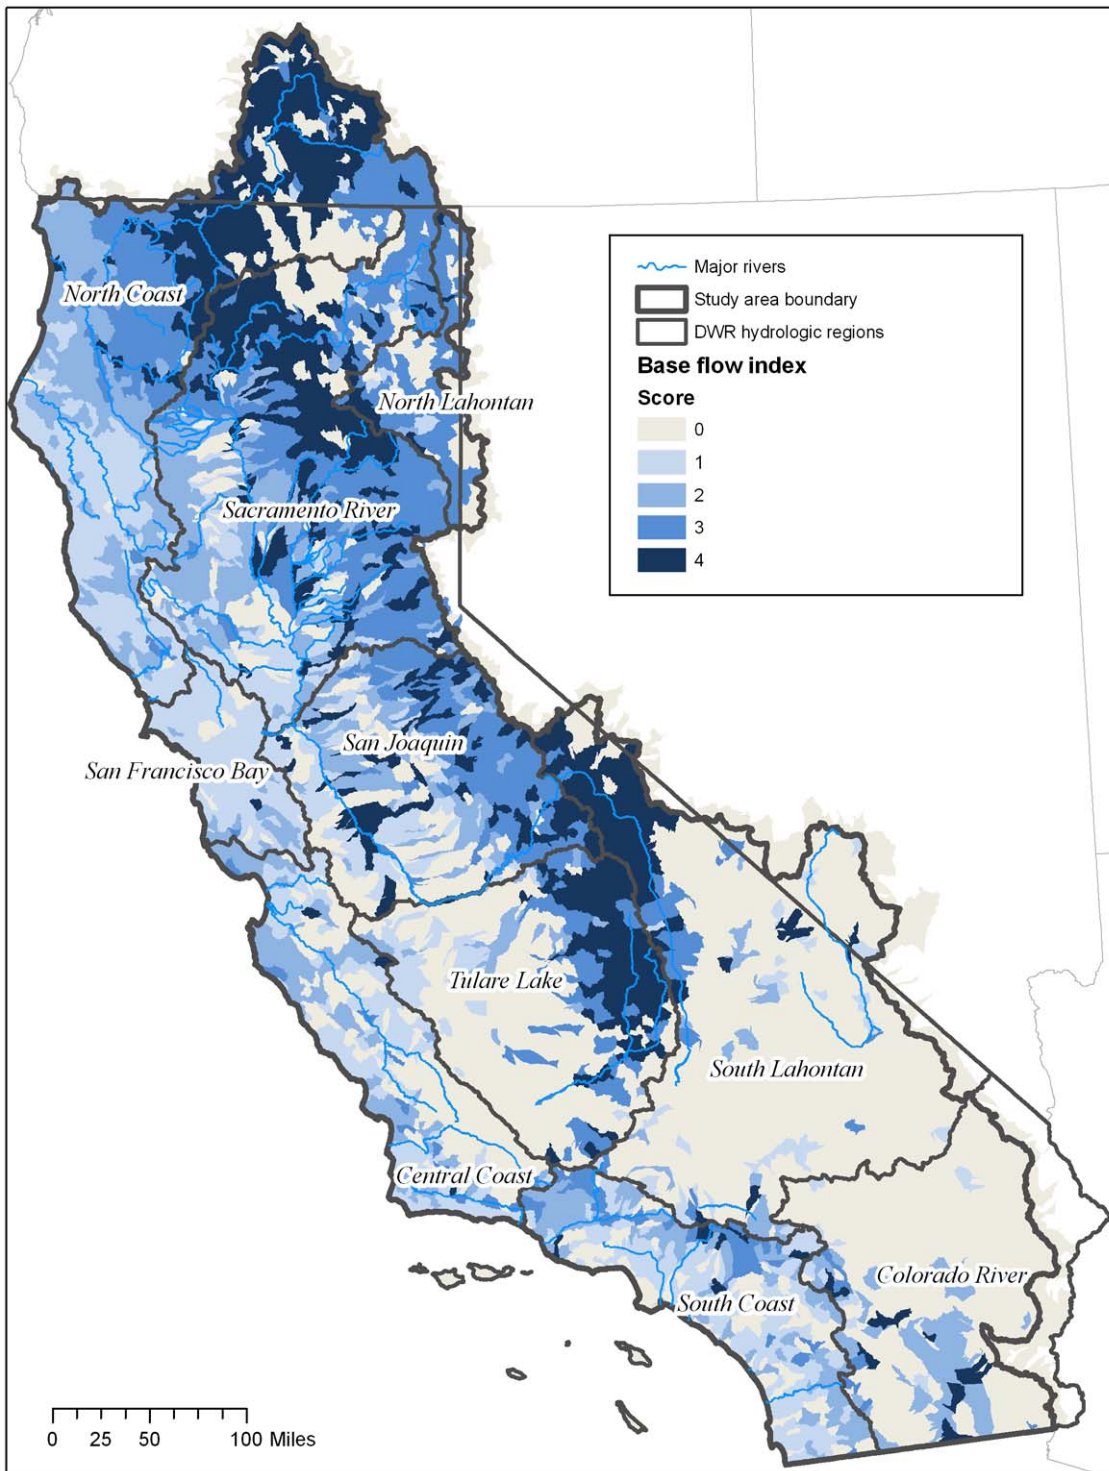 Major rivers
Study area boundary
DWR hydrologic regions
Base flow index
Score
0
1
2
3
4
North Coast
North Lahontan
Sacramento River
San Joaquin
San Francisco Bay
Tulare Lake
South Lahontan
Central Coast
Colorado River
South Coast
0 25 50 100 Miles